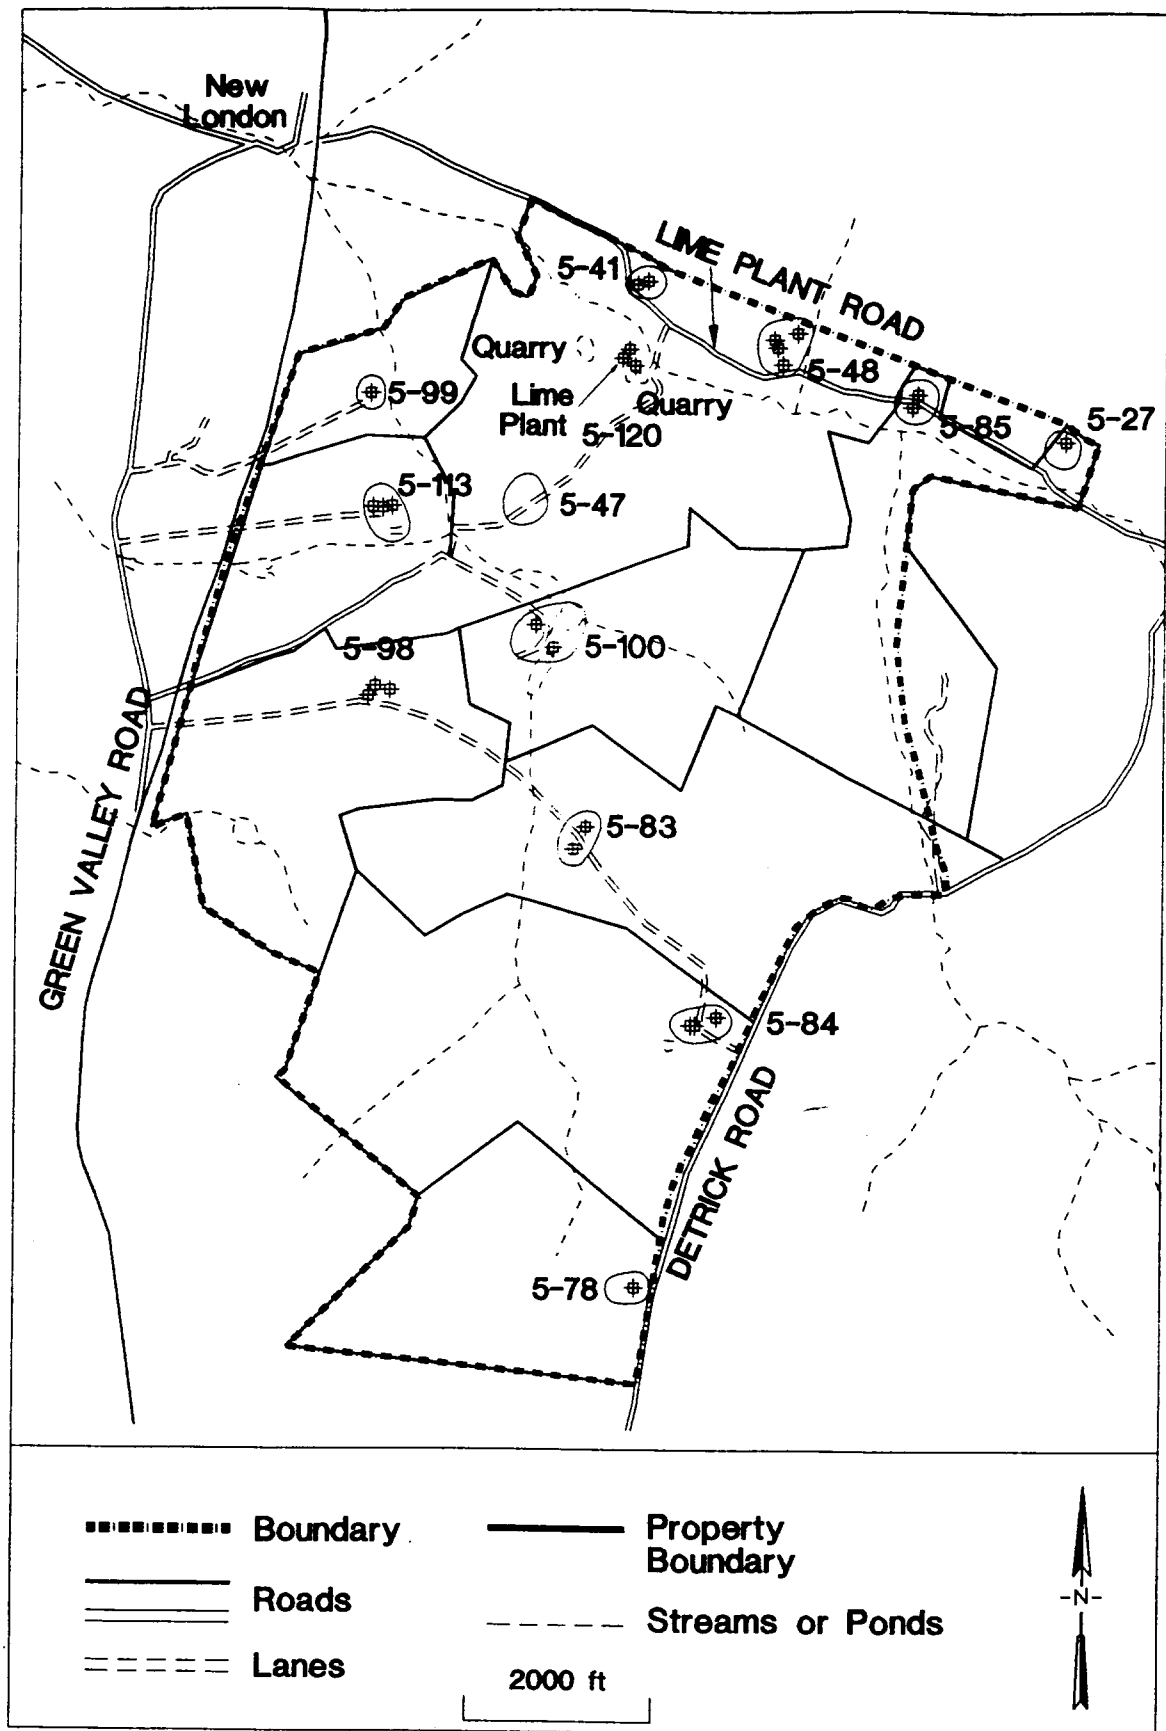 New
London
LIME PLANT ROAD
5-41
Quarry
5-48
5-99
Lime
Plant
Quarry
5-85
5-27
5-120
5-113
5-47
5-100
5-98
GREEN VALLEY ROAD
5-83
5-84
DETRICK ROAD
5-78
Boundary
Property
Boundary
Roads
Streams or Ponds
Lanes
2000 ft
-N-